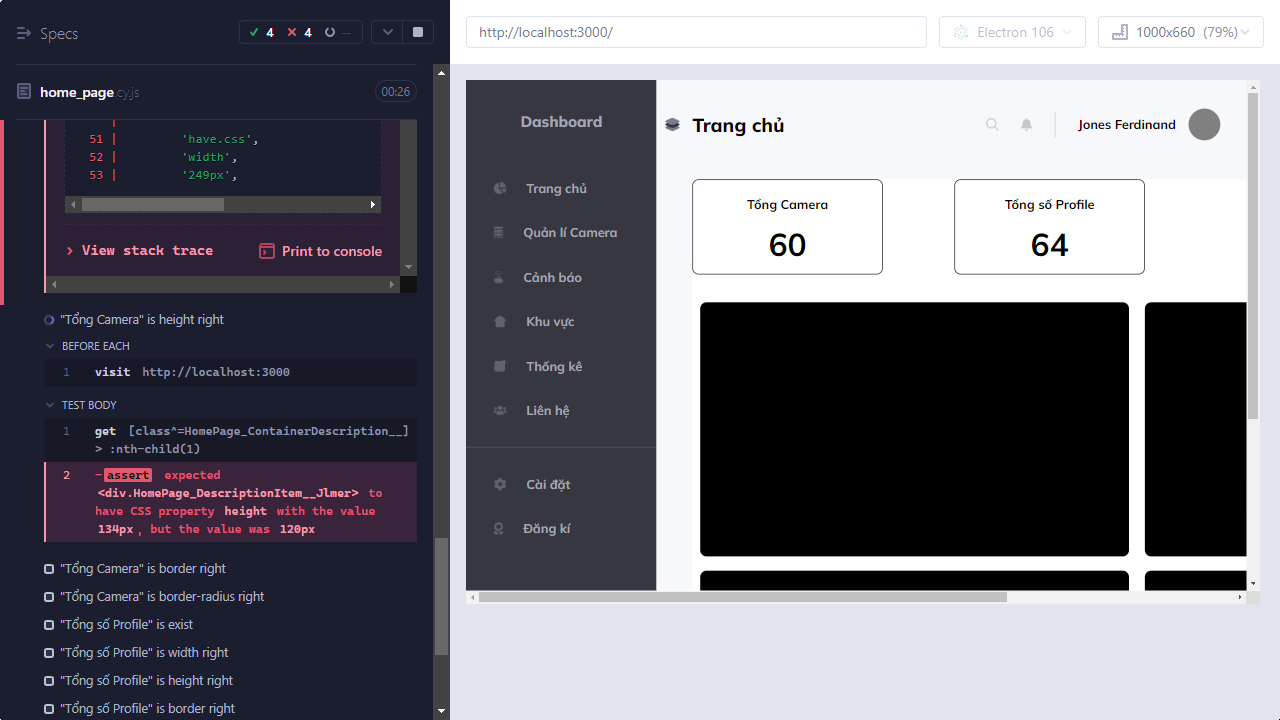 Specs
4
4
--
home_page.cy.js
00:26
51 | 'have.css',
52 | 'width',
53 | '249px',
> View stack trace
Print to console
"Tổng Camera" is height right
BEFORE EACH
1 visit http://localhost:3000
TEST BODY
1 get [class^=HomePage_ContainerDescription__]
> :nth-child(1)
2 -assert expected
<div.HomePage_DescriptionItem__Jlmer> to
have CSS property height with the value
134px, but the value was 120px
"Tổng Camera" is border right
"Tổng Camera" is border-radius right
"Tổng số Profile" is exist
"Tổng số Profile" is width right
"Tổng số Profile" is height right
"Tổng số Profile" is border right
http://localhost:3000/
Electron 106
1000x660 (79%)
Dashboard
Trang chủ
Quản lí Camera
Cảnh báo
Khu vực
Thống kê
Liên hệ
Cài đặt
Đăng kí
Trang chủ
Jones Ferdinand
Tổng Camera
60
Tổng số Profile
64